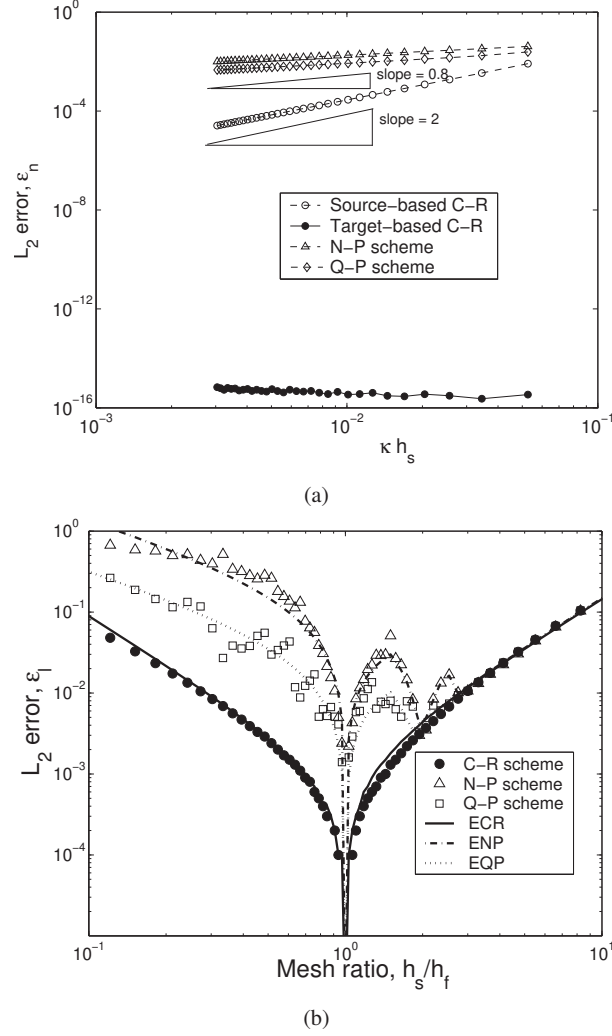 10^0
10^−4
10^−8
10^−12
10^−16
L_2 error, ε_n
slope = 0.8
slope = 2
Source−based C−R
Target−based C−R
N−P scheme
Q−P scheme
10^−3
10^−2
10^−1
κ h_s
(a)
10^0
10^−1
10^−2
10^−3
10^−4
L_2 error, ε_l
C−R scheme
N−P scheme
Q−P scheme
ECR
ENP
EQP
10^−1
10^0
10^1
Mesh ratio, h_s/h_f
(b)